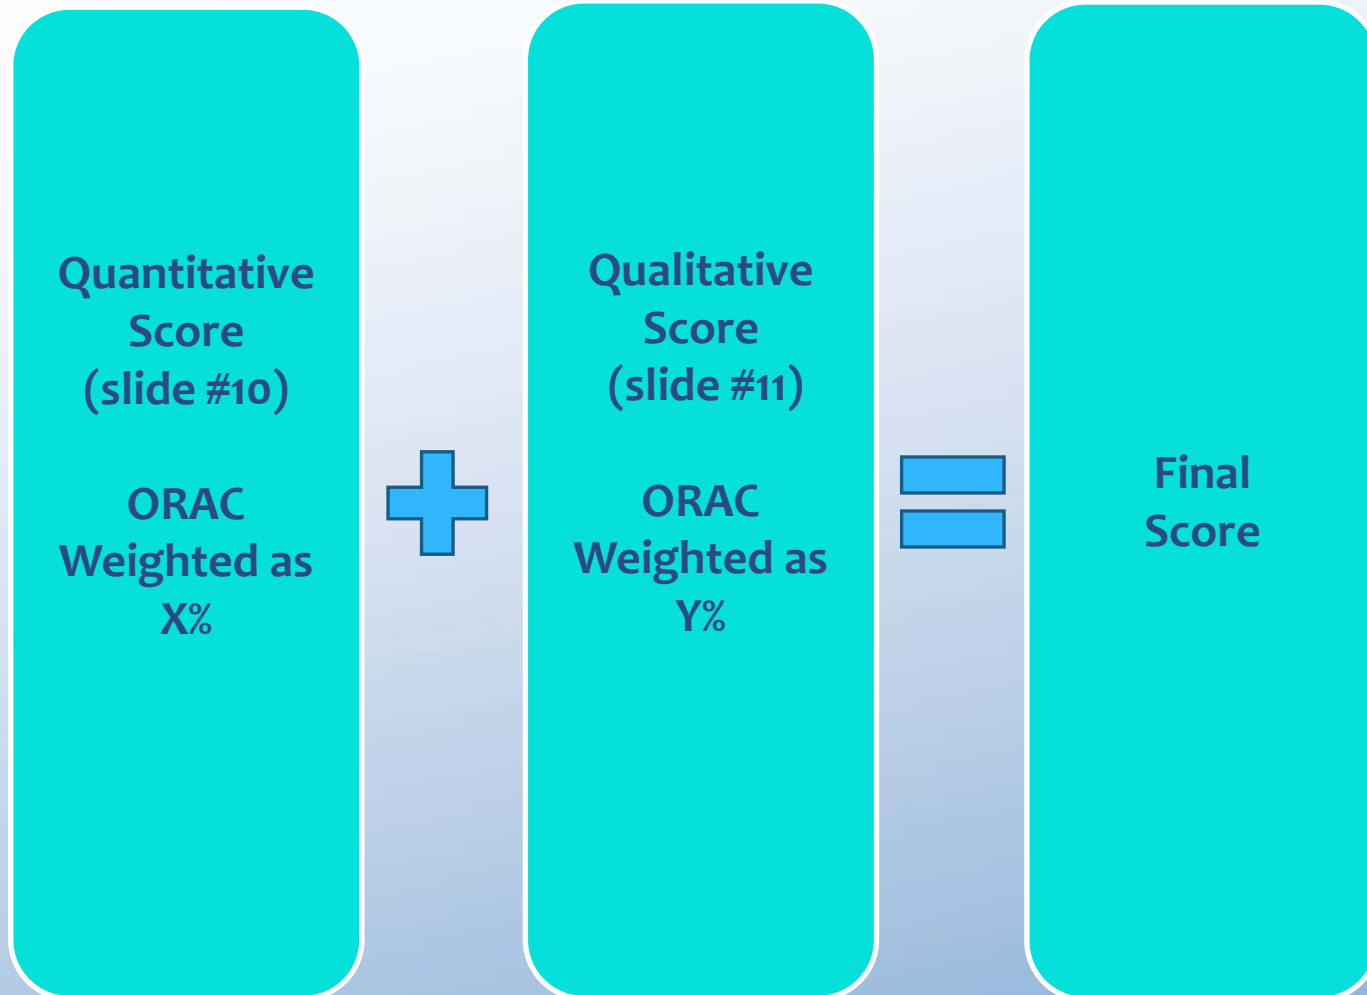 Quantitative
Score
(slide #10)
ORAC
Weighted as
X%
Qualitative
Score
(slide #11)
ORAC
Weighted as
Y%
Final
Score